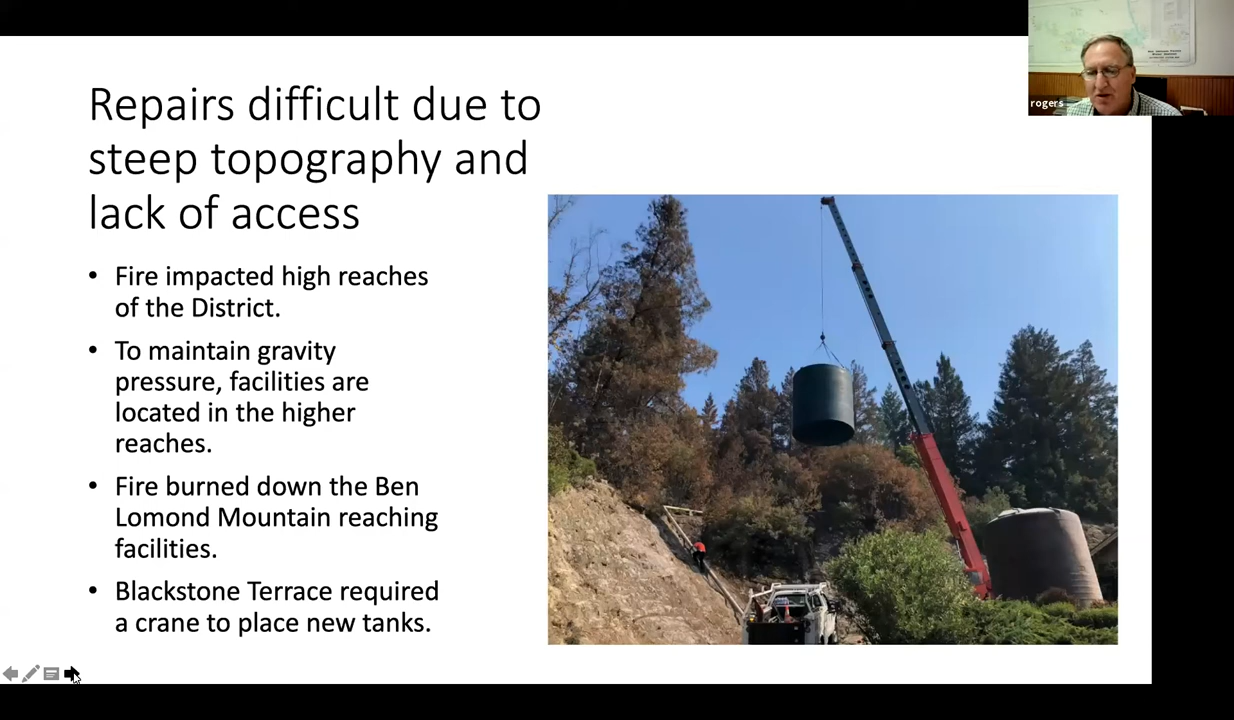 Repairs difficult due to
steep topography and
lack of access
• Fire impacted high reaches
of the District.
• To maintain gravity
pressure, facilities are
located in the higher
reaches.
• Fire burned down the Ben
Lomond Mountain reaching
facilities.
• Blackstone Terrace required
a crane to place new tanks.
rogers